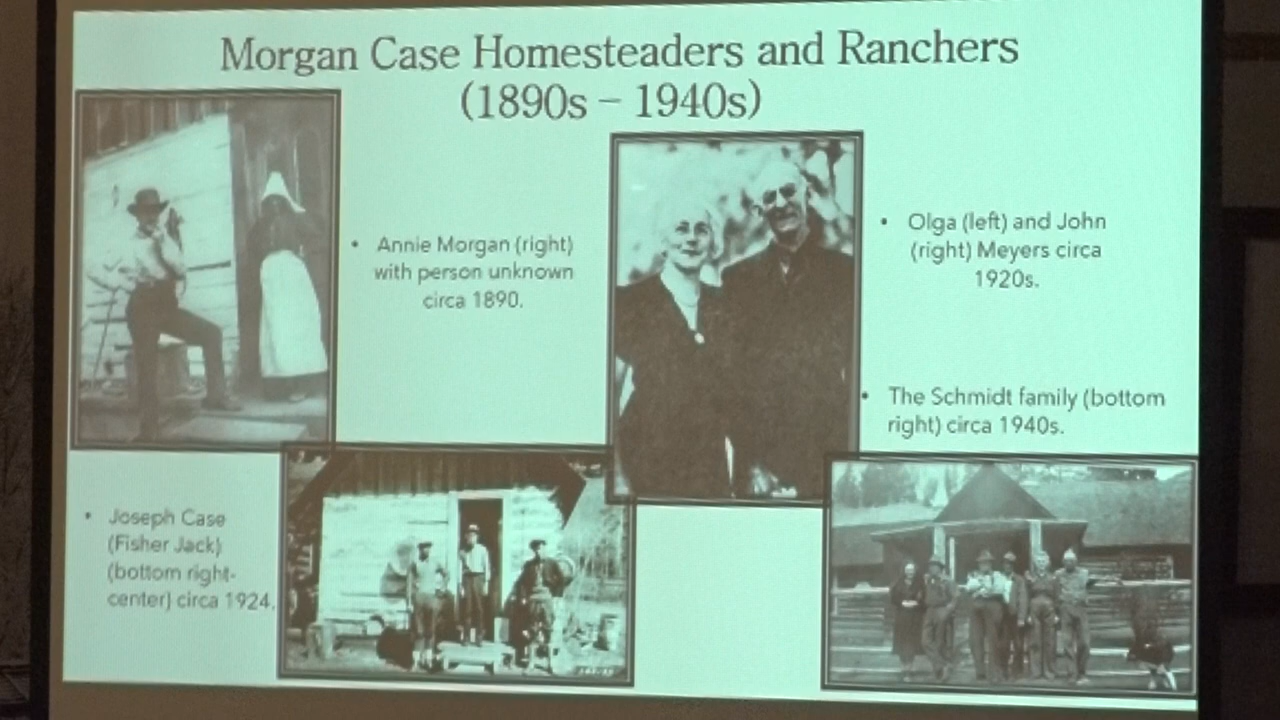 Morgan Case Homesteaders and Ranchers
(1890s – 1940s)
• Annie Morgan (right)
with person unknown
circa 1890.
• Olga (left) and John
(right) Meyers circa
1920s.
• The Schmidt family (bottom
right) circa 1940s.
• Joseph Case
(Fisher Jack)
(bottom right-
center) circa 1924.